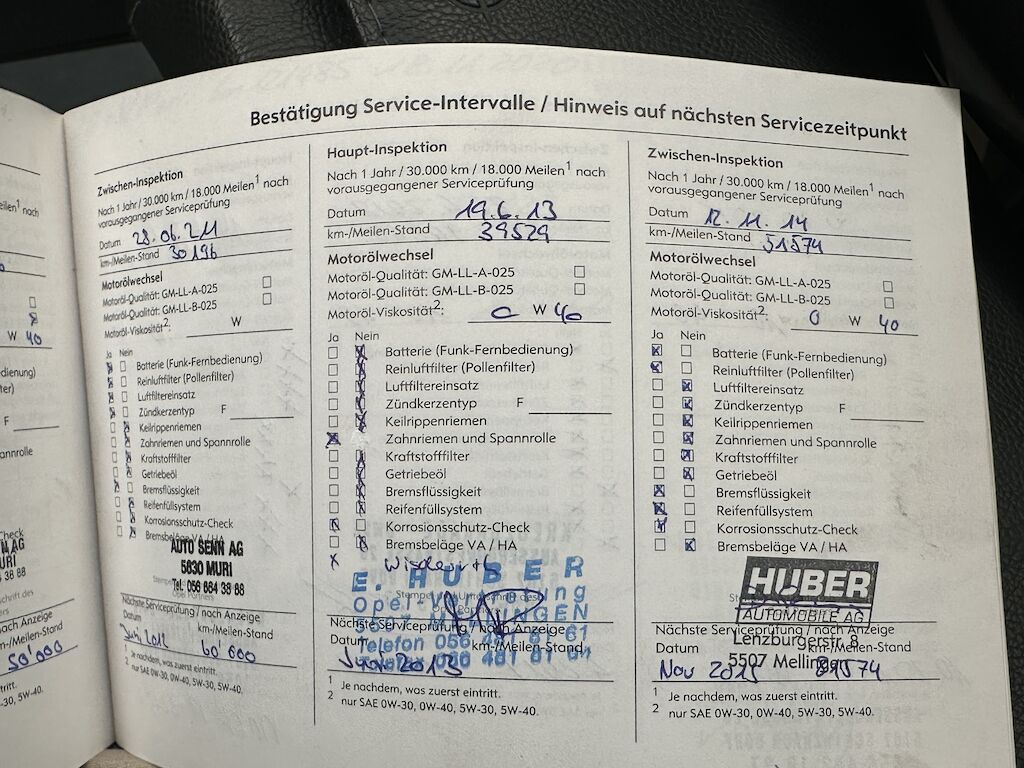 Bestätigung Service-Intervalle / Hinweis auf nächsten Servicezeitpunkt
Zwischen-Inspektion
Nach 1 Jahr / 30.000 km / 18.000 Meilen1 nach
vorausgegangener Serviceprüfung
Datum 28.06.211
km-/Meilen-Stand 30196
Motorölwechsel
Motoröl-Qualität: GM-LL-A-025
Motoröl-Qualität: GM-LL-B-025
Motoröl-Viskosität2: W
Ja Nein
Batterie (Funk-Fernbedienung)
Reinluftfilter (Pollenfilter)
Luftfiltereinsatz
Zündkerzentyp F
Keilrippenriemen
Zahnriemen und Spannrolle
Kraftstofffilter
Getriebeöl
Bremsflüssigkeit
Reifenfüllsystem
Korrosionsschutz-Check
Bremsbeläge VA / HA
AUTO SENN AG
5630 MURI
Tel. 056 664 38 88
Nächste Serviceprüfung / nach Anzeige
Datum km-/Meilen-Stand
Juni 2012 60'000
1 Je nachdem, was zuerst eintritt.
2 nur SAE 0W-30, 0W-40, 5W-30, 5W-40.
Haupt-Inspektion
Nach 1 Jahr / 30.000 km / 18.000 Meilen1 nach
vorausgegangener Serviceprüfung
Datum 19.6.13
km-/Meilen-Stand 39529
Motorölwechsel
Motoröl-Qualität: GM-LL-A-025
Motoröl-Qualität: GM-LL-B-025
Motoröl-Viskosität2: 0 W 40
Ja Nein
Batterie (Funk-Fernbedienung)
Reinluftfilter (Pollenfilter)
Luftfiltereinsatz
Zündkerzentyp F
Keilrippenriemen
Zahnriemen und Spannrolle
Kraftstofffilter
Getriebeöl
Bremsflüssigkeit
Reifenfüllsystem
Korrosionsschutz-Check
Bremsbeläge VA / HA
E. HUBER
Opel-
Nächste Serviceprüfung / nach Anzeige
Telefon 056
Datum km-/Meilen-Stand
2013
1 Je nachdem, was zuerst eintritt.
2 nur SAE 0W-30, 0W-40, 5W-30, 5W-40.
Zwischen-Inspektion
Nach 1 Jahr / 30.000 km / 18.000 Meilen1 nach
vorausgegangener Serviceprüfung
Datum 12.11.14
km-/Meilen-Stand 51574
Motorölwechsel
Motoröl-Qualität: GM-LL-A-025
Motoröl-Qualität: GM-LL-B-025
Motoröl-Viskosität2: 0 W 40
Ja Nein
Batterie (Funk-Fernbedienung)
Reinluftfilter (Pollenfilter)
Luftfiltereinsatz
Zündkerzentyp F
Keilrippenriemen
Zahnriemen und Spannrolle
Kraftstofffilter
Getriebeöl
Bremsflüssigkeit
Reifenfüllsystem
Korrosionsschutz-Check
Bremsbeläge VA / HA
HUBER
AUTOMOBILE AG
Nächste Serviceprüfung / nach Anzeige
Lenzburgerstr. 8
Datum km-/Meilen-Stand
5507 Mellingen
Nov 2015 81574
1 Je nachdem, was zuerst eintritt.
2 nur SAE 0W-30, 0W-40, 5W-30, 5W-40.